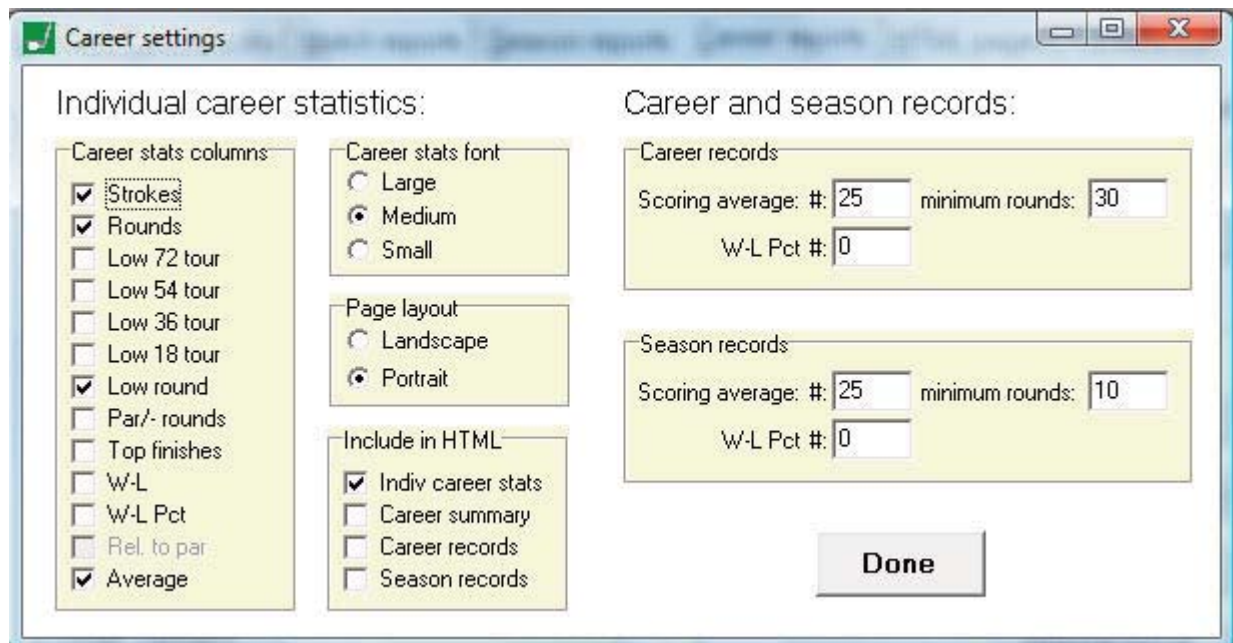 Career settings
Individual career statistics:
Career stats columns
Strokes
Rounds
Low 72 tour
Low 54 tour
Low 36 tour
Low 18 tour
Low round
Par/- rounds
Top finishes
W-L
W-L Pct
Rel. to par
Average
Career stats font
Large
Medium
Small
Page layout
Landscape
Portrait
Include in HTML
Indiv career stats
Career summary
Career records
Season records
Career and season records:
Career records
Scoring average: #: 25 minimum rounds: 30
W-L Pct #: 0
Season records
Scoring average: #: 25 minimum rounds: 10
W-L Pct #: 0
Done